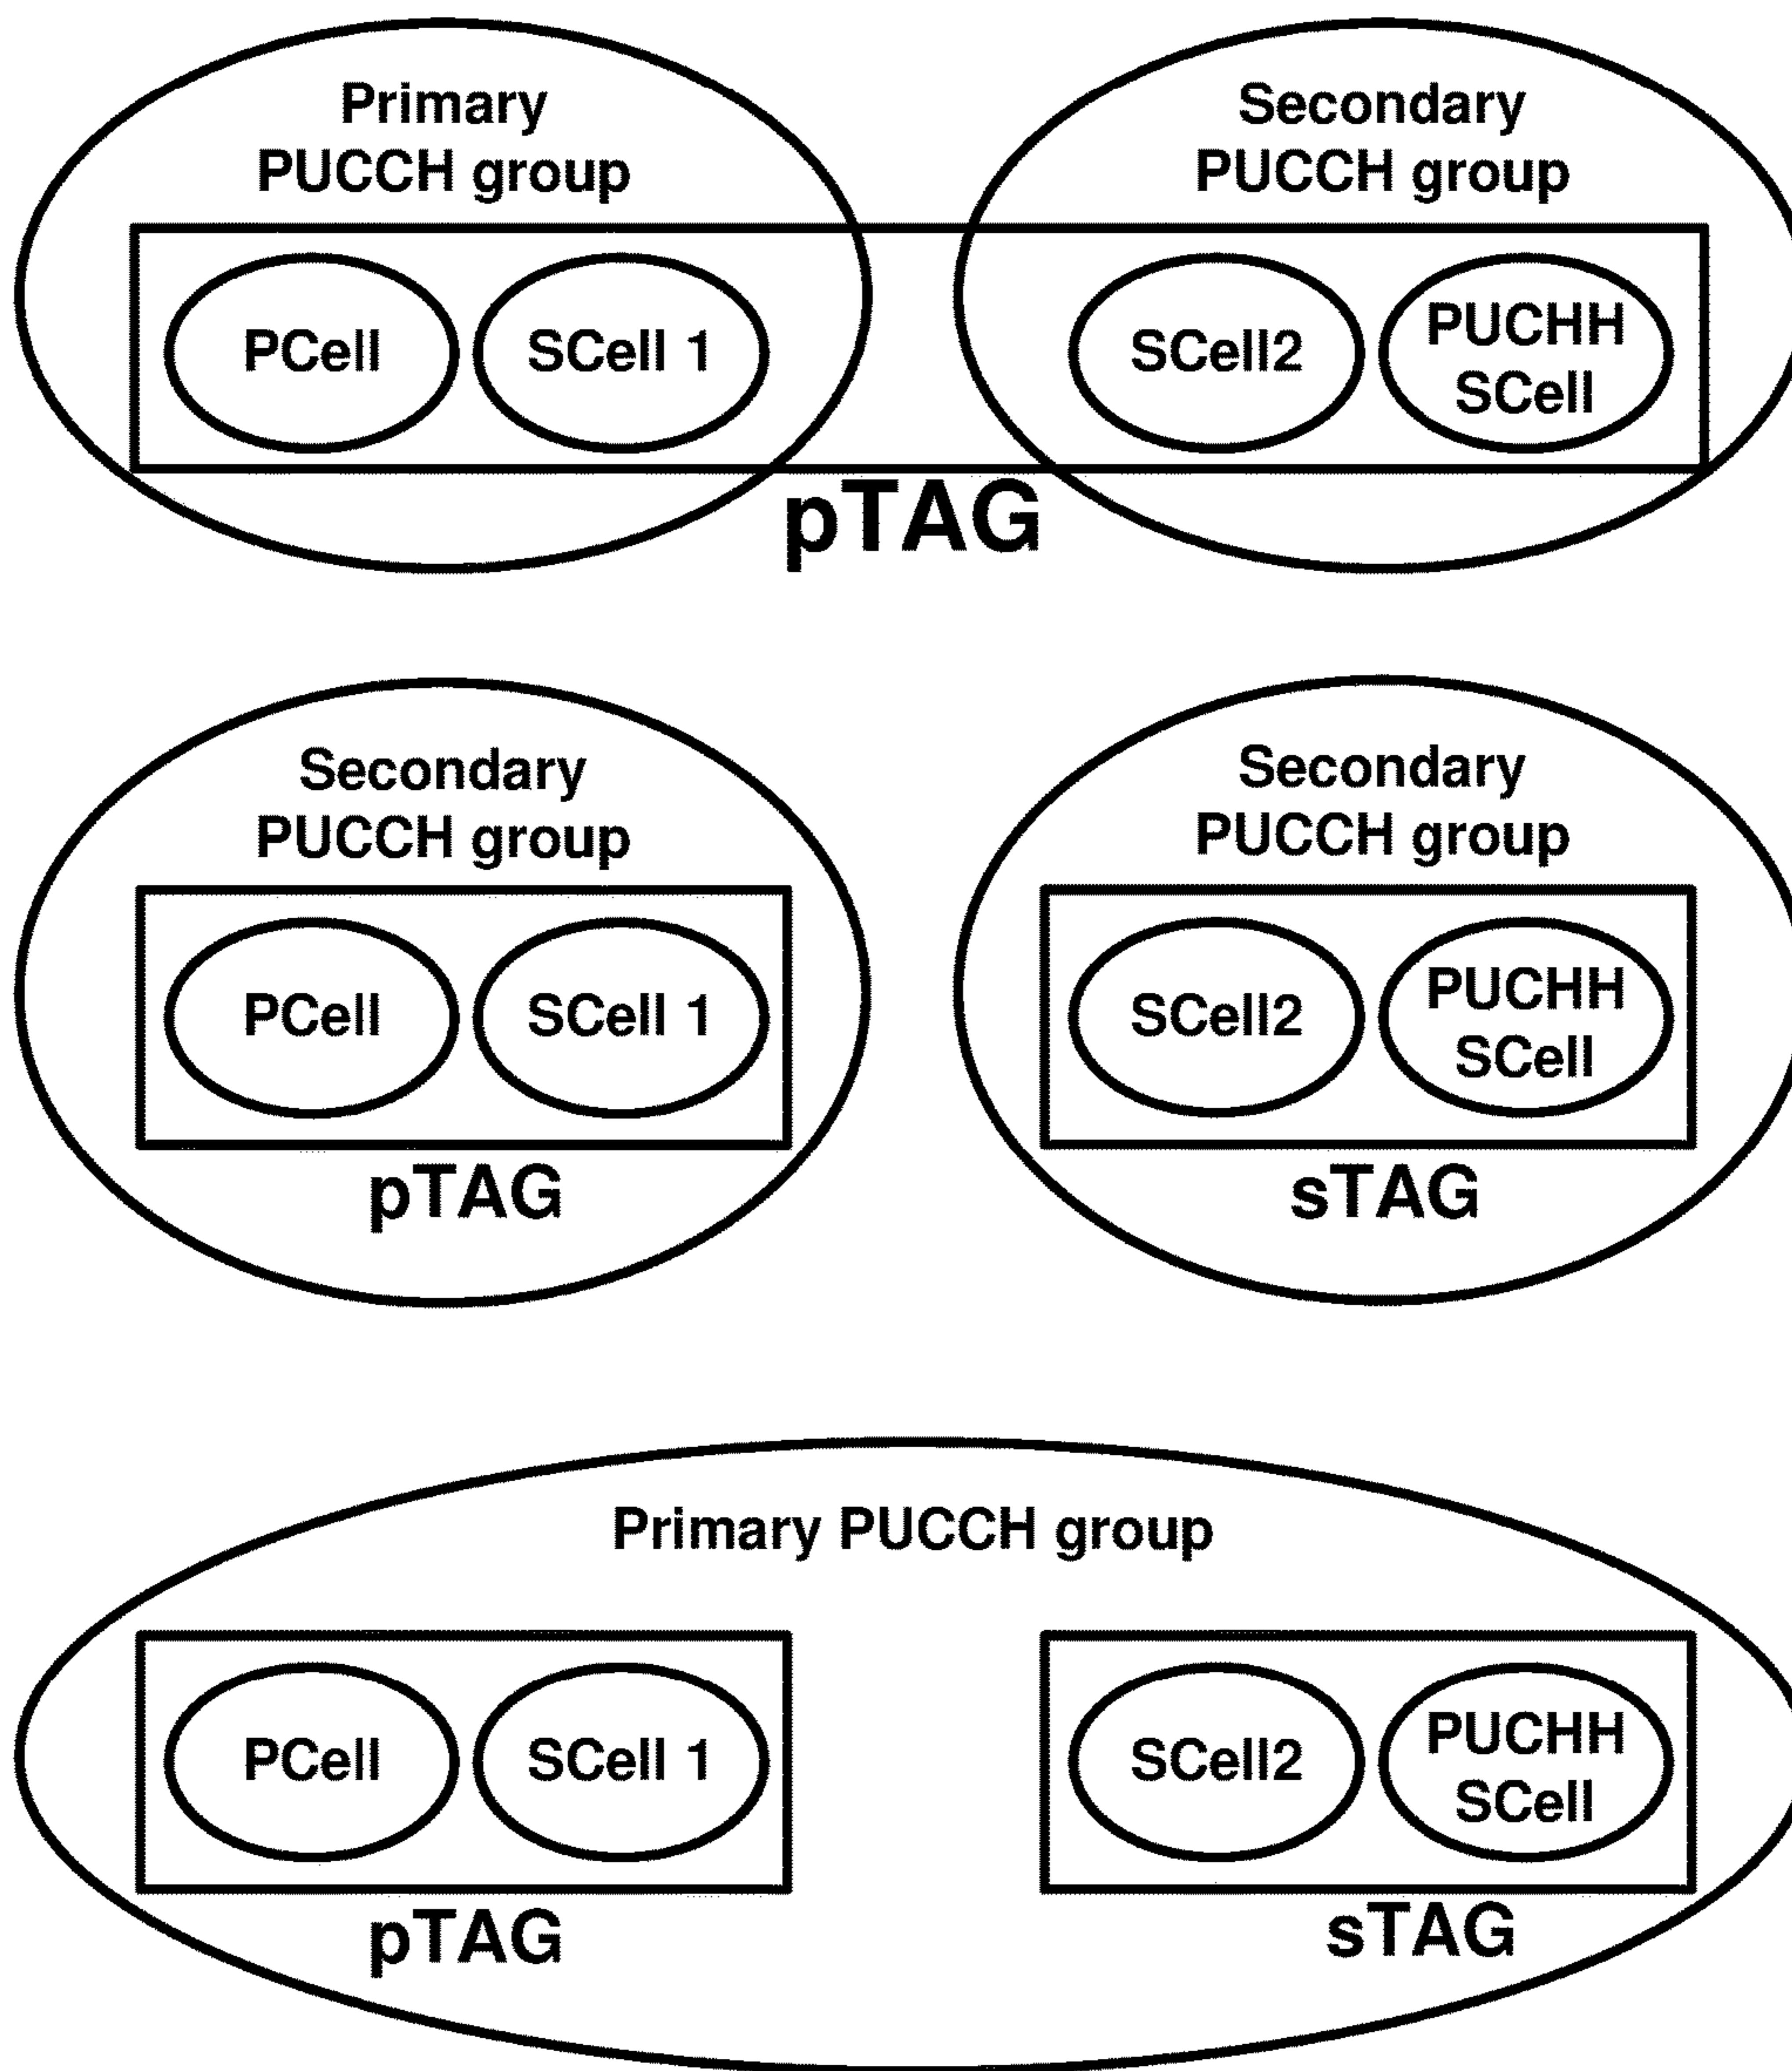 Primary
PUCCH group
Secondary
PUCCH group
PCell
SCell 1
SCell2
PUCHH
SCell
pTAG
Secondary
PUCCH group
Secondary
PUCCH group
PCell
SCell 1
SCell2
PUCHH
SCell
pTAG
sTAG
Primary PUCCH group
PCell
SCell 1
SCell2
PUCHH
SCell
pTAG
sTAG